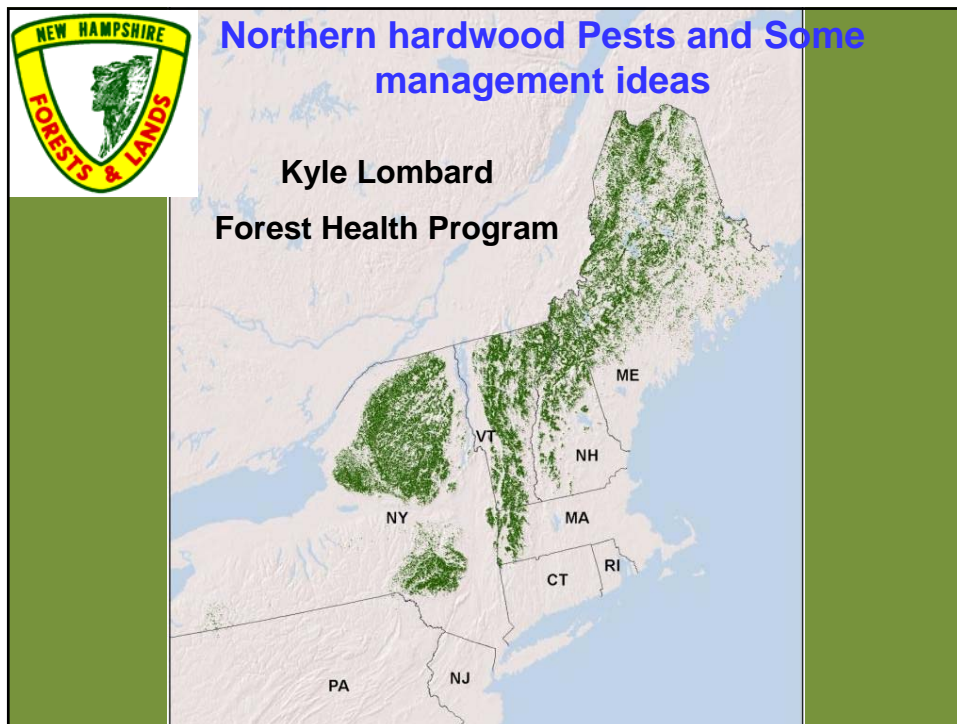 NEW HAMPSHIRE
FORESTS & LANDS
Northern hardwood Pests and Some
management ideas
Kyle Lombard
Forest Health Program
ME
VT
NH
NY
MA
CT
RI
PA
NJ